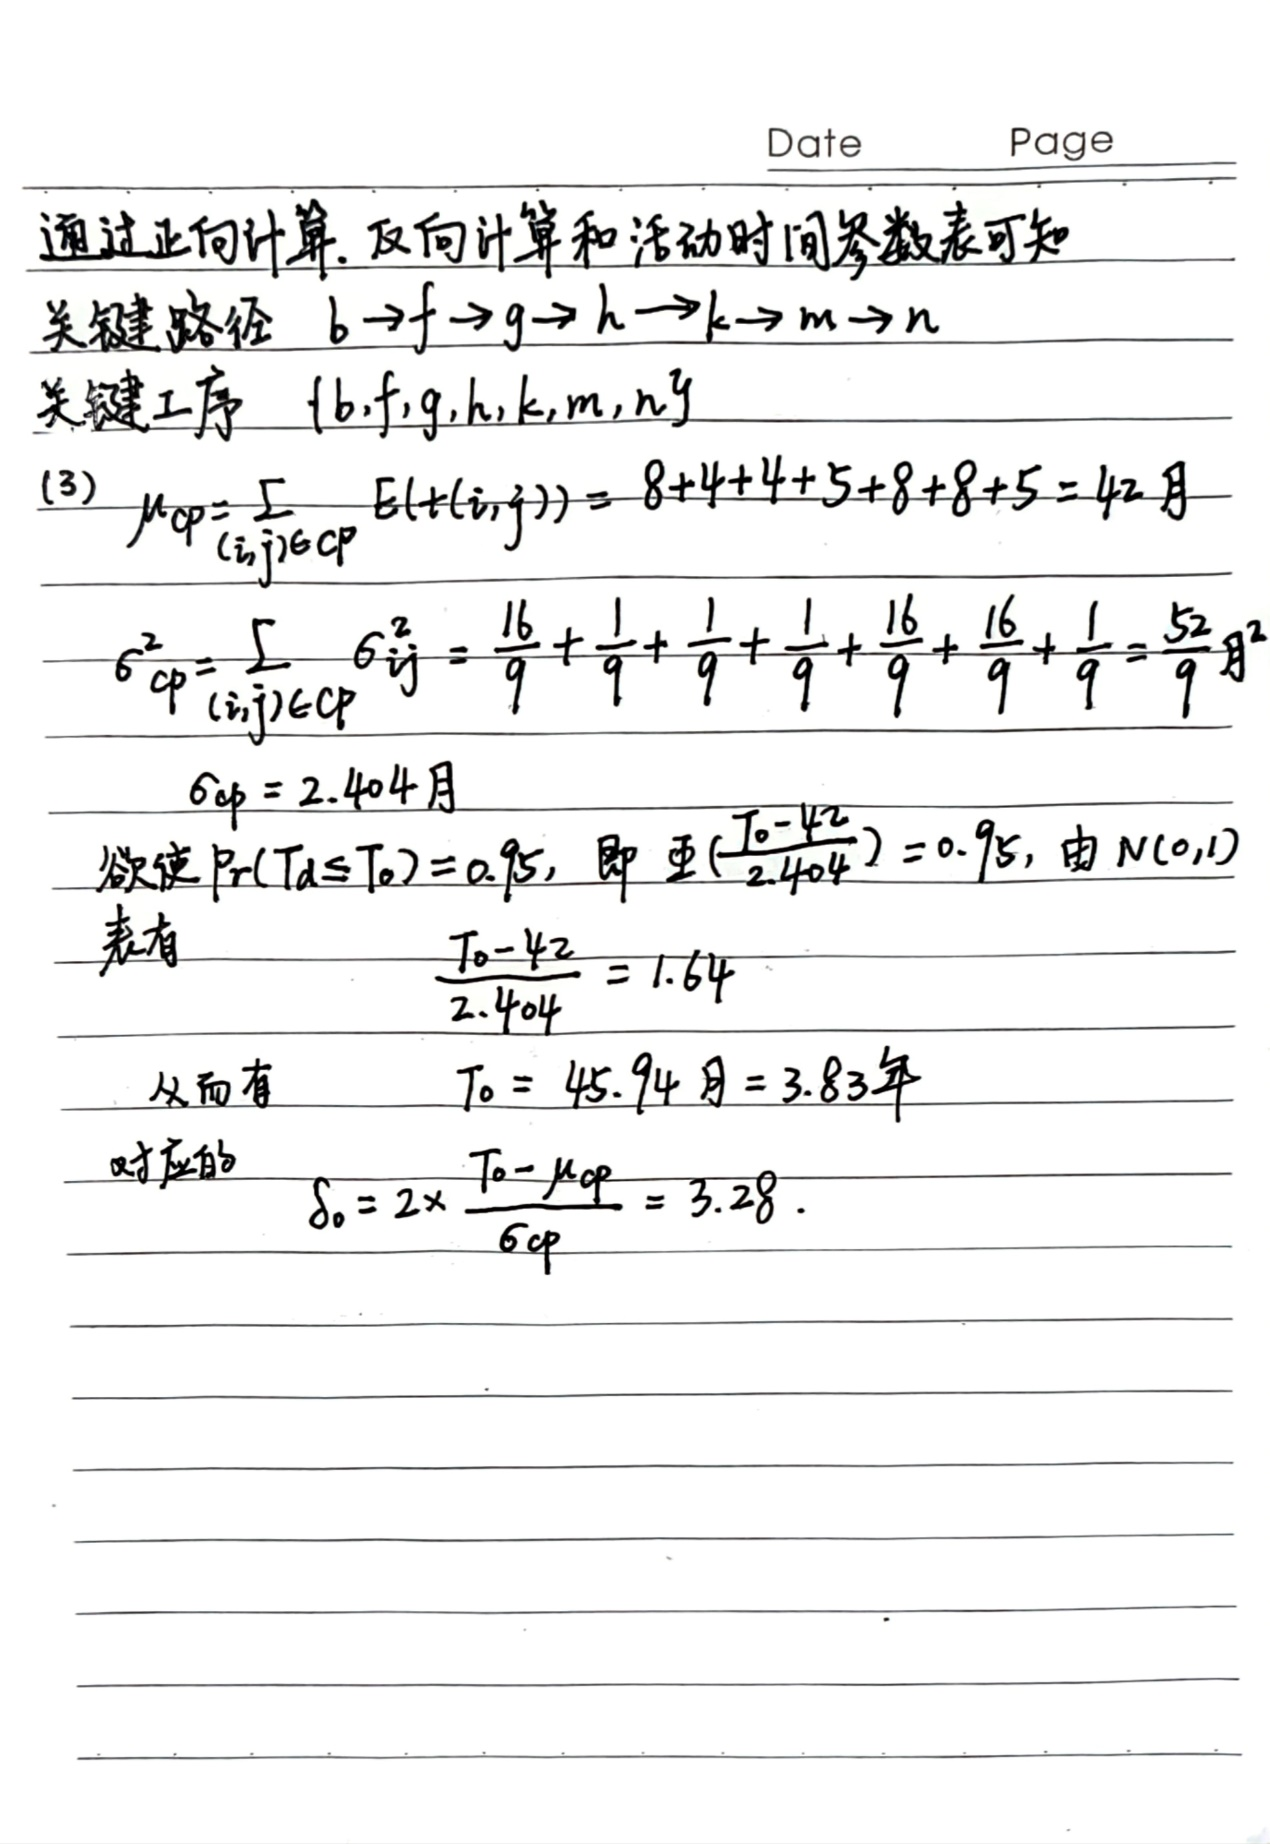 Date Page
通过正向计算、反向计算和活动时间参数表可知
关键路径 b→f→g→h→k→m→n
关键工序 {b,f,g,h,k,m,n}
(3) μcp = Σ(i,j)∈cp E(t(i,j)) = 8+4+4+5+8+8+5 = 42月
σ²cp = Σ(i,j)∈cp σ²ij = 16/9 + 1/9 + 1/9 + 1/9 + 16/9 + 16/9 + 1/9 = 52/9 月²
σcp = 2.404月
欲使 Pr(Td≤T₀) = 0.95, 即 Φ((T₀-42)/2.404) = 0.95, 由 N(0,1)
表有 (T₀-42)/2.404 = 1.64
从而有 T₀ = 45.94 月 = 3.83年
对应的 δ₀ = 2× (T₀-μcp)/σcp = 3.28.